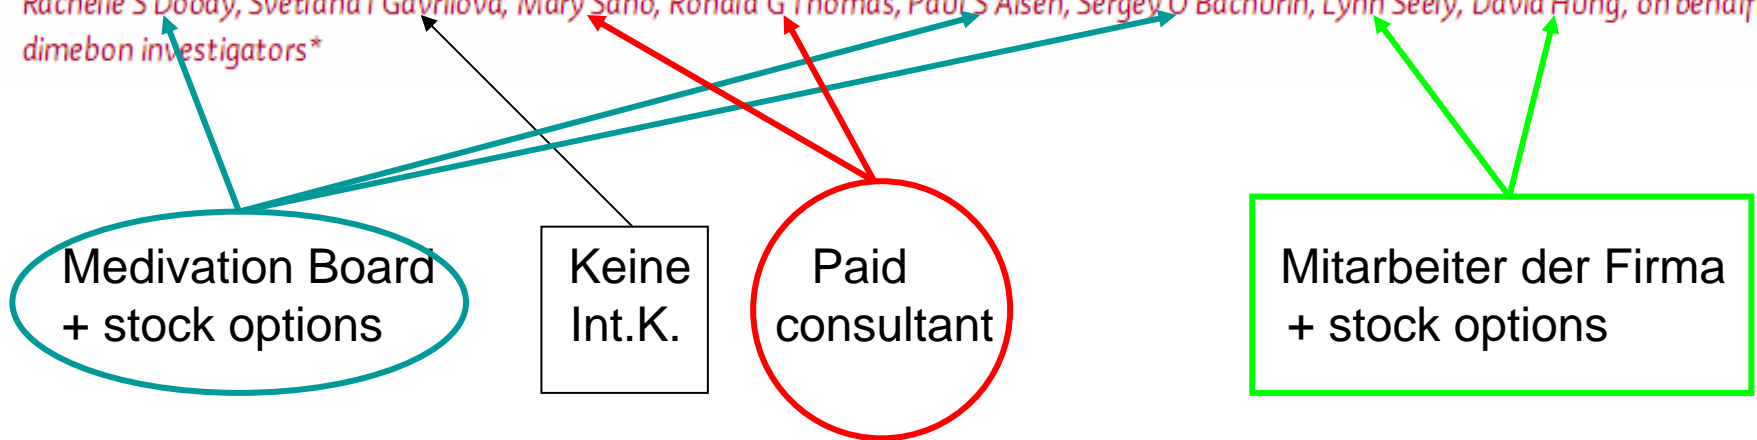 Rachelle S Doody, Svetlana I Gavrilova, Mary Sano, Ronald G Thomas, Paul S Aisen, Sergey O Bachurin, Lynn Seely, David Hung, on behalf
dimebon investigators*
Medivation Board
+ stock options
Keine
Int.K.
Paid
consultant
Mitarbeiter der Firma
+ stock options